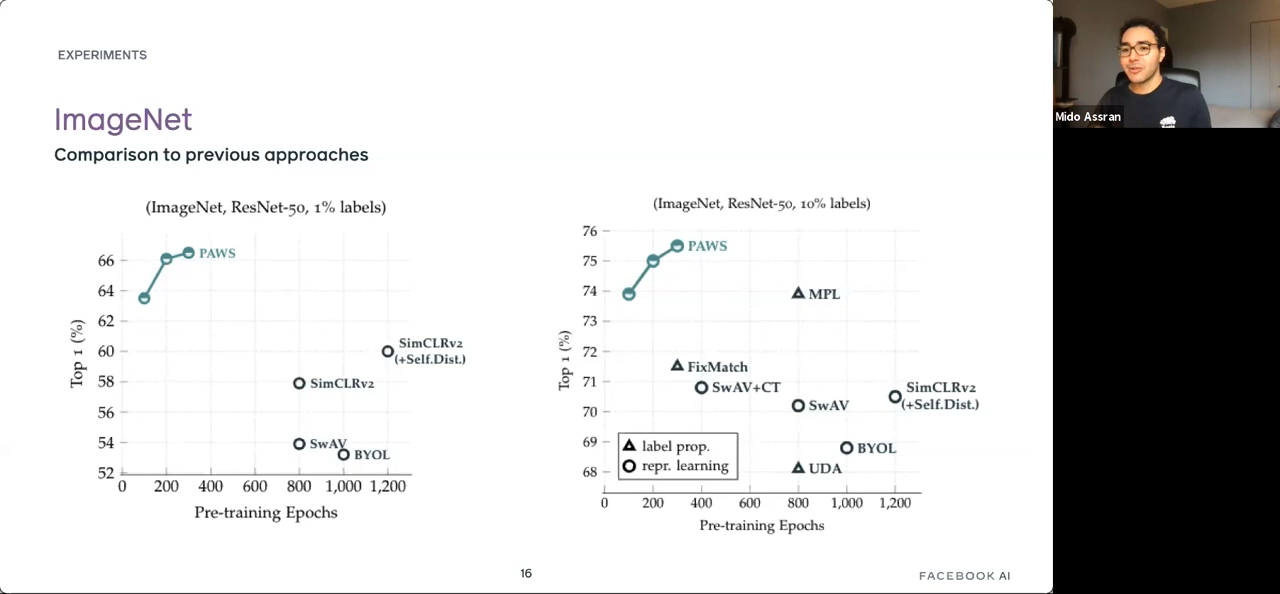 EXPERIMENTS
ImageNet
Comparison to previous approaches
(ImageNet, ResNet-50, 1% labels)
66
64
62
60
58
56
54
52
Top 1 (%)
PAWS
SimCLRv2
(+Self.Dist.)
SimCLRv2
SwAV
BYOL
0 200 400 600 800 1,000 1,200
Pre-training Epochs
(ImageNet, ResNet-50, 10% labels)
76
75
74
73
72
71
70
69
68
Top 1 (%)
PAWS
MPL
FixMatch
SwAV+CT
SimCLRv2
(+Self.Dist.)
SwAV
BYOL
UDA
label prop.
repr. learning
0 200 400 600 800 1,000 1,200
Pre-training Epochs
16
FACEBOOK AI
Mido Assran